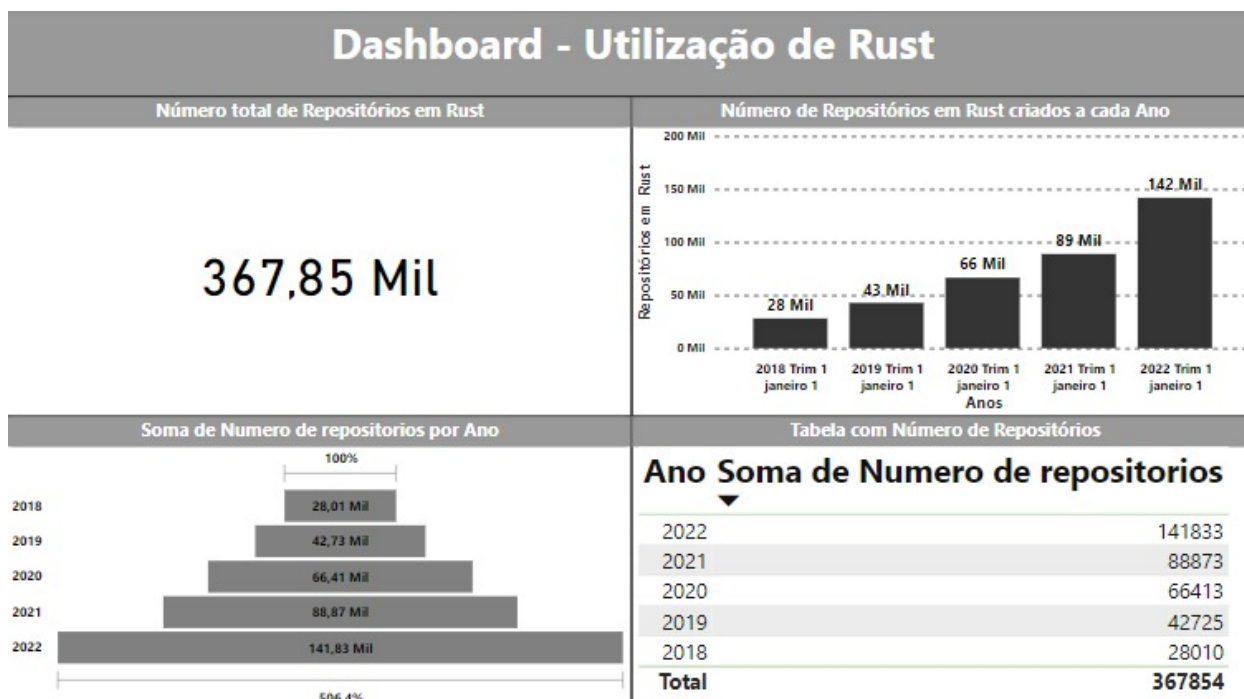 Dashboard - Utilização de Rust
Número total de Repositórios em Rust
367,85 Mil
Número de Repositórios em Rust criados a cada Ano
Repositórios em Rust
200 Mil
150 Mil
100 Mil
50 Mil
0 Mil
28 Mil
43 Mil
66 Mil
89 Mil
142 Mil
2018 Trim 1
janeiro 1
2019 Trim 1
janeiro 1
2020 Trim 1
janeiro 1
2021 Trim 1
janeiro 1
2022 Trim 1
janeiro 1
Anos
Soma de Numero de repositorios por Ano
100%
2018 28,01 Mil
2019 42,73 Mil
2020 66,41 Mil
2021 88,87 Mil
2022 141,83 Mil
506,4%
Tabela com Número de Repositórios
Ano Soma de Numero de repositorios
2022 141833
2021 88873
2020 66413
2019 42725
2018 28010
Total 367854